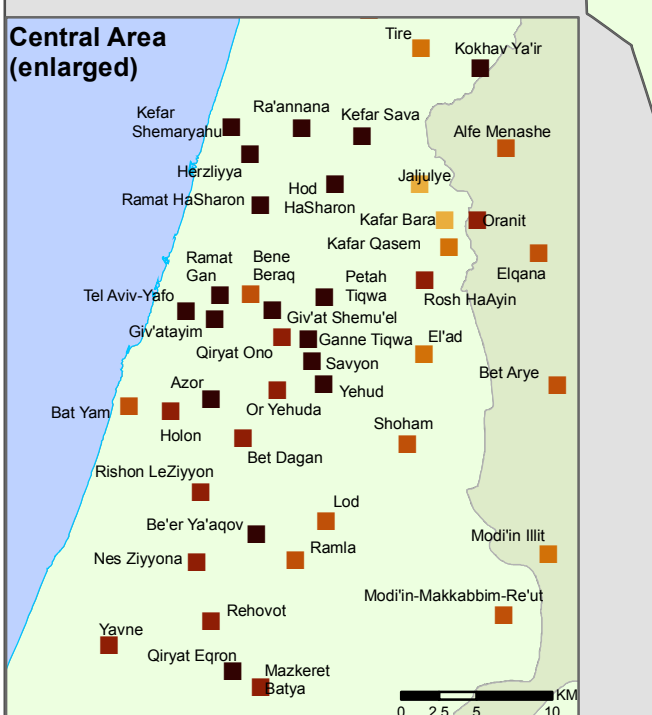 Central Area
(enlarged)
Tire
Kokhav Ya'ir
Kefar
Shemaryahu
Ra'annana
Kefar Sava
Alfe Menashe
Herzliyya
Jaljulye
Hod
HaSharon
Ramat HaSharon
Kafar Bara
Oranit
Kafar Qasem
Elqana
Ramat
Gan
Bene
Beraq
Petah
Tiqwa
Rosh HaAyin
Tel Aviv-Yafo
Giv'at Shemu'el
Giv'atayim
Ganne Tiqwa
El'ad
Qiryat Ono
Savyon
Bet Arye
Azor
Yehud
Bat Yam
Or Yehuda
Holon
Shoham
Bet Dagan
Rishon LeZiyyon
Lod
Be'er Ya'aqov
Modi'in Illit
Nes Ziyyona
Ramla
Modi'in-Makkabbim-Re'ut
Rehovot
Yavne
Qiryat Eqron
Mazkeret
Batya
KM
0 2.5 5 10